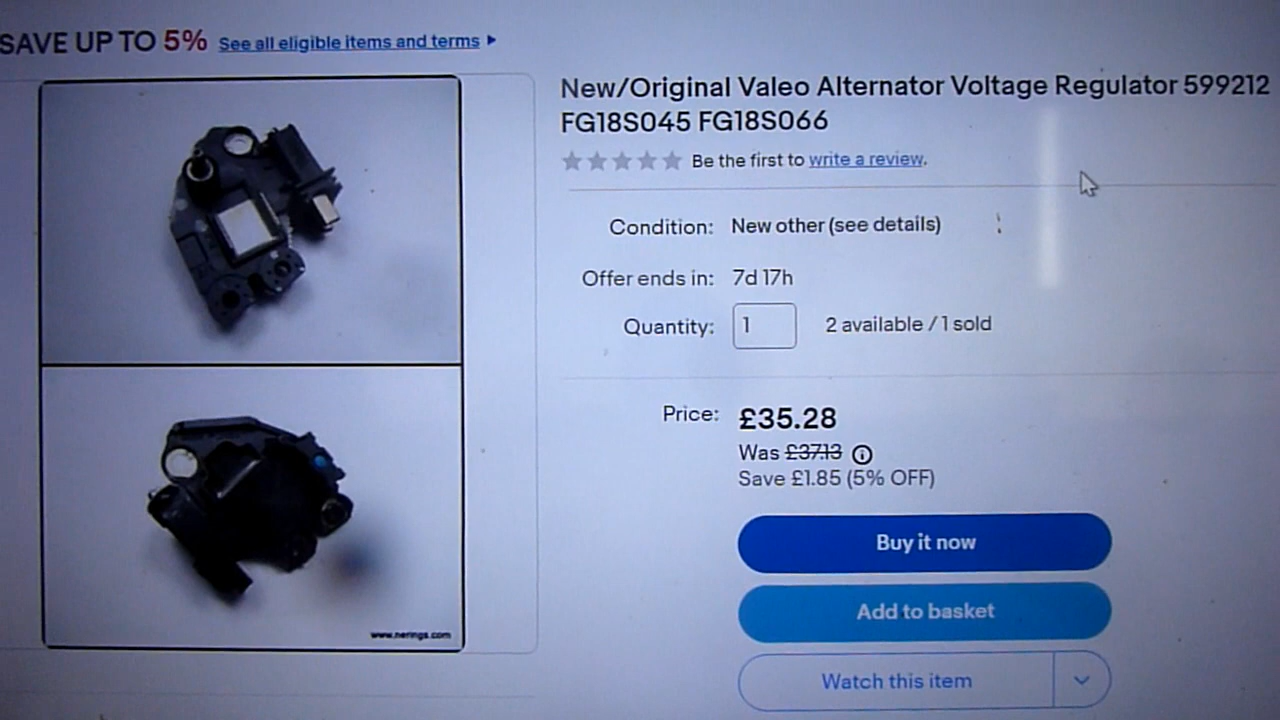 SAVE UP TO 5% See all eligible items and terms
New/Original Valeo Alternator Voltage Regulator 599212
FG18S045 FG18S066
Be the first to write a review.
Condition: New other (see details)
Offer ends in: 7d 17h
Quantity: 1 2 available / 1 sold
Price: £35.28
Was £37.13
Save £1.85 (5% OFF)
Buy it now
Add to basket
Watch this item
www.nerings.com